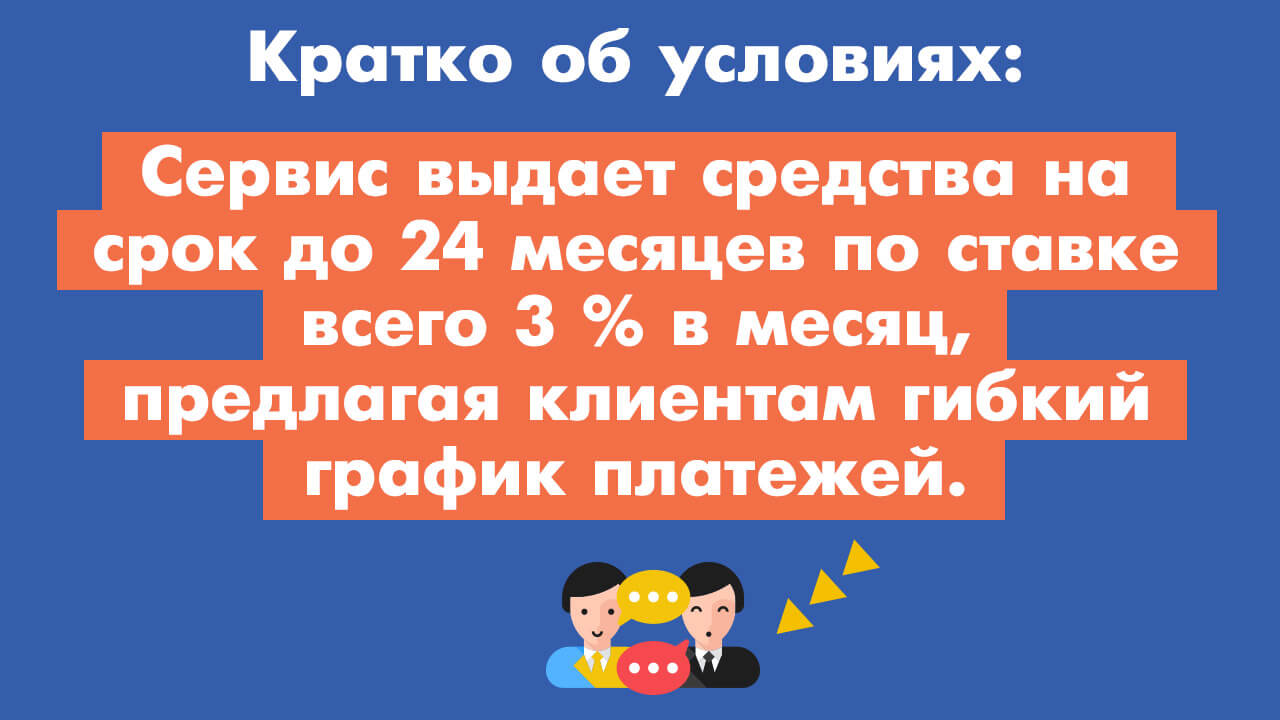 Кратко об условиях:
Сервис выдает средства на
срок до 24 месяцев по ставке
всего 3 % в месяц,
предлагая клиентам гибкий
график платежей.